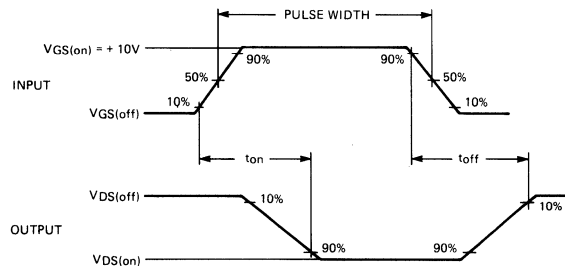 PULSE WIDTH
VGS(on) = + 10V
90%
90%
INPUT
50%
50%
10%
10%
VGS(off)
ton
toff
VDS(off)
10%
10%
OUTPUT
90%
90%
VDS(on)